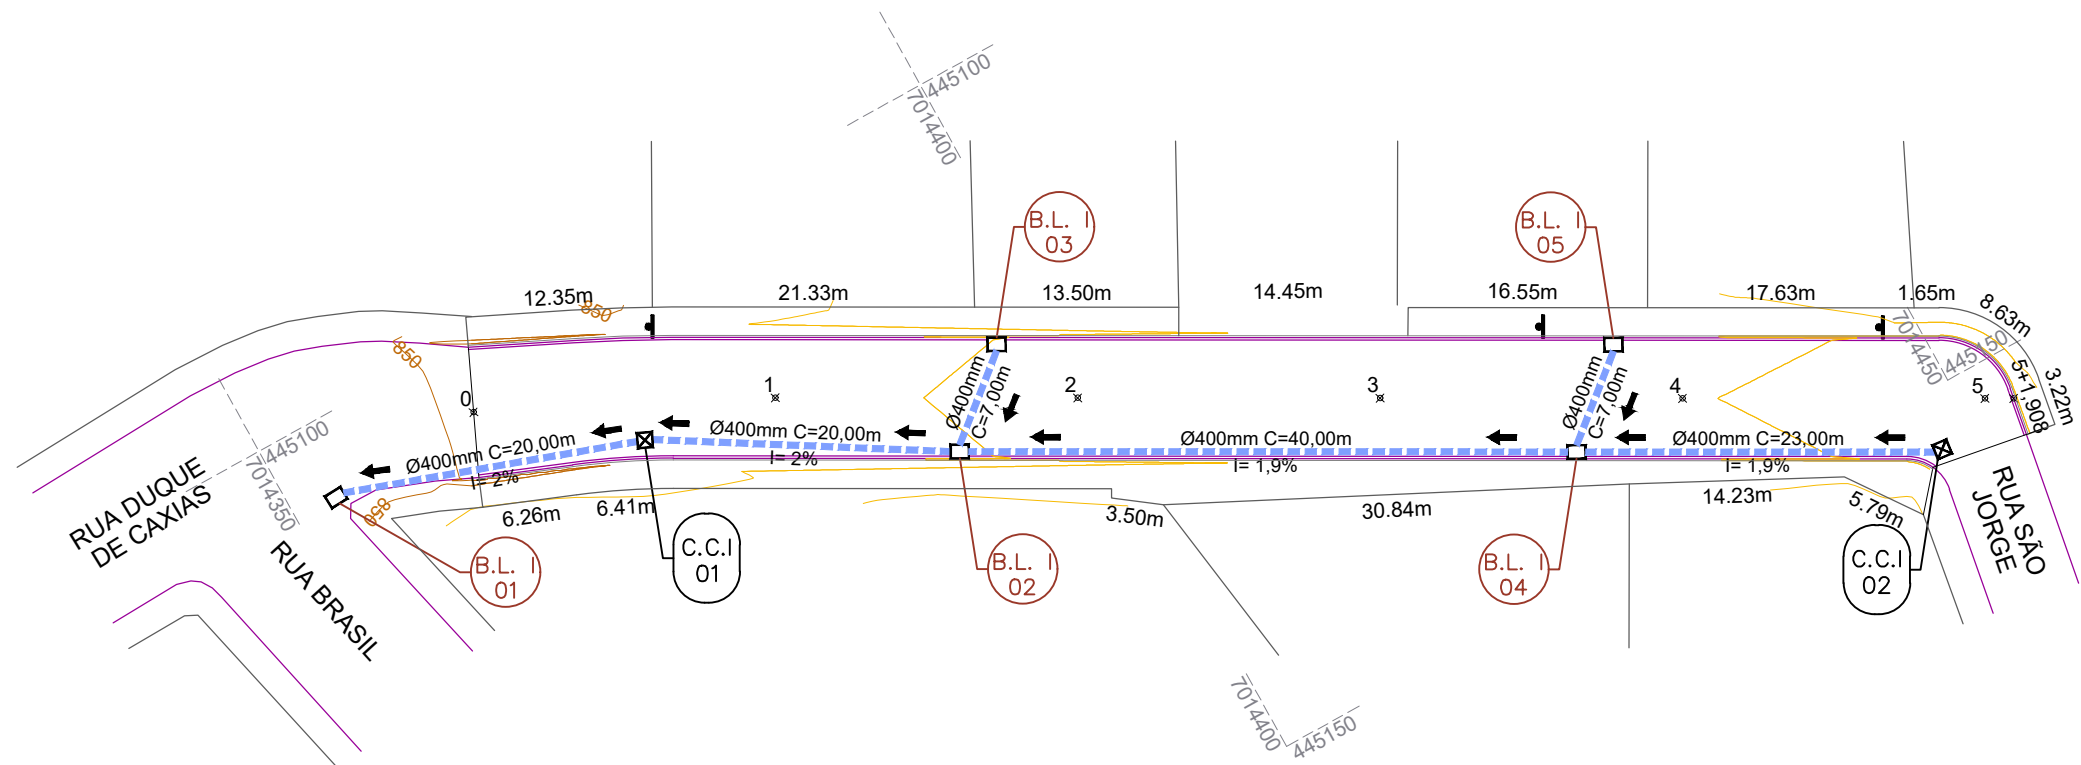 445100
7014400
B.L. I
03
B.L. I
05
12.35m
850
21.33m
13.50m
14.45m
16.55m
17.63m
1.65m
8.63m
7014450
445150
3.22m
5+1,908
850
0
1
2
3
4
5
Ø400mm
C=7,00m
Ø400mm
C=7,00m
Ø400mm C=20,00m
I= 2%
Ø400mm C=20,00m
I= 2%
Ø400mm C=40,00m
I= 1,9%
Ø400mm C=23,00m
I= 1,9%
445100
7014350
RUA DUQUE
DE CAXIAS
RUA BRASIL
850
6.26m
6.41m
3.50m
30.84m
14.23m
5.79m
RUA SÃO
JORGE
B.L. I
01
C.C.I
01
B.L. I
02
B.L. I
04
C.C.I
02
7014400
445150